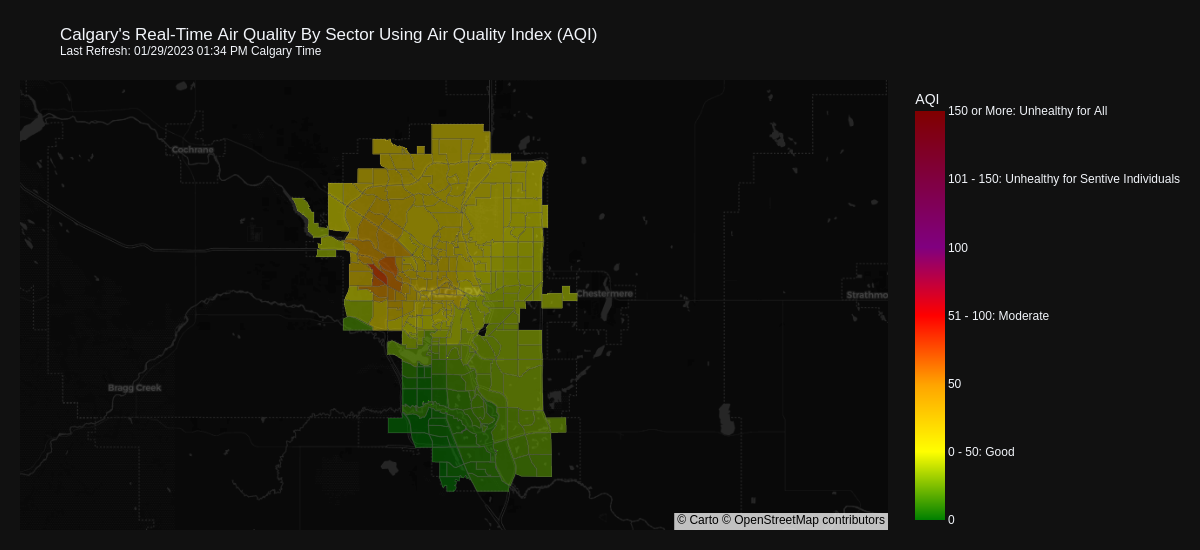 Calgary's Real-Time Air Quality By Sector Using Air Quality Index (AQI)
Last Refresh: 01/29/2023 01:34 PM Calgary Time
AQI
150 or More: Unhealthy for All
Cochrane
101 - 150: Unhealthy for Sentive Individuals
100
Chestermere
Strathmo
51 - 100: Moderate
Bragg Creek
50
0 - 50: Good
0
© Carto © OpenStreetMap contributors